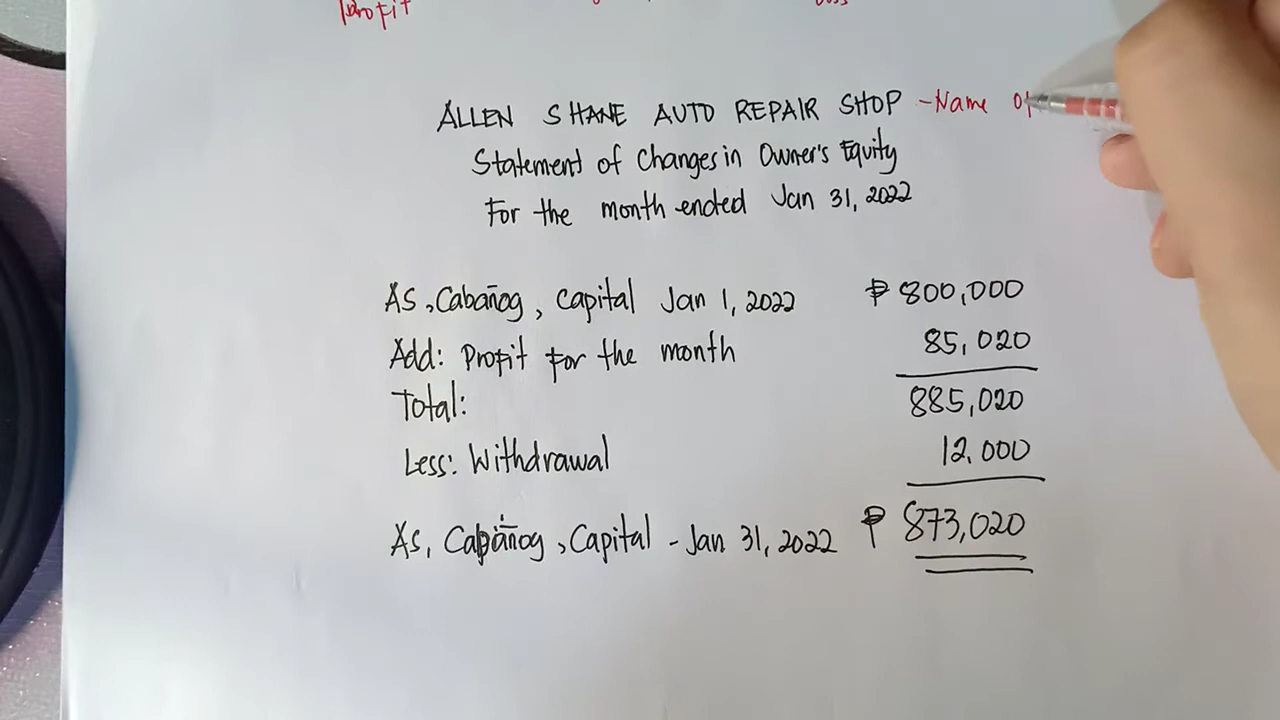 Profit
ALLEN SHANE AUTO REPAIR SHOP -Name of
Statement of Changes in Owner's Equity
For the month ended Jan 31, 2022
AS, Cabañog, Capital Jan 1, 2022 ₱ 800,000
Add: Profit for the month 85,020
Total: 885,020
Less: Withdrawal 12,000
As, Cabañog, Capital - Jan 31, 2022 ₱ 873,020